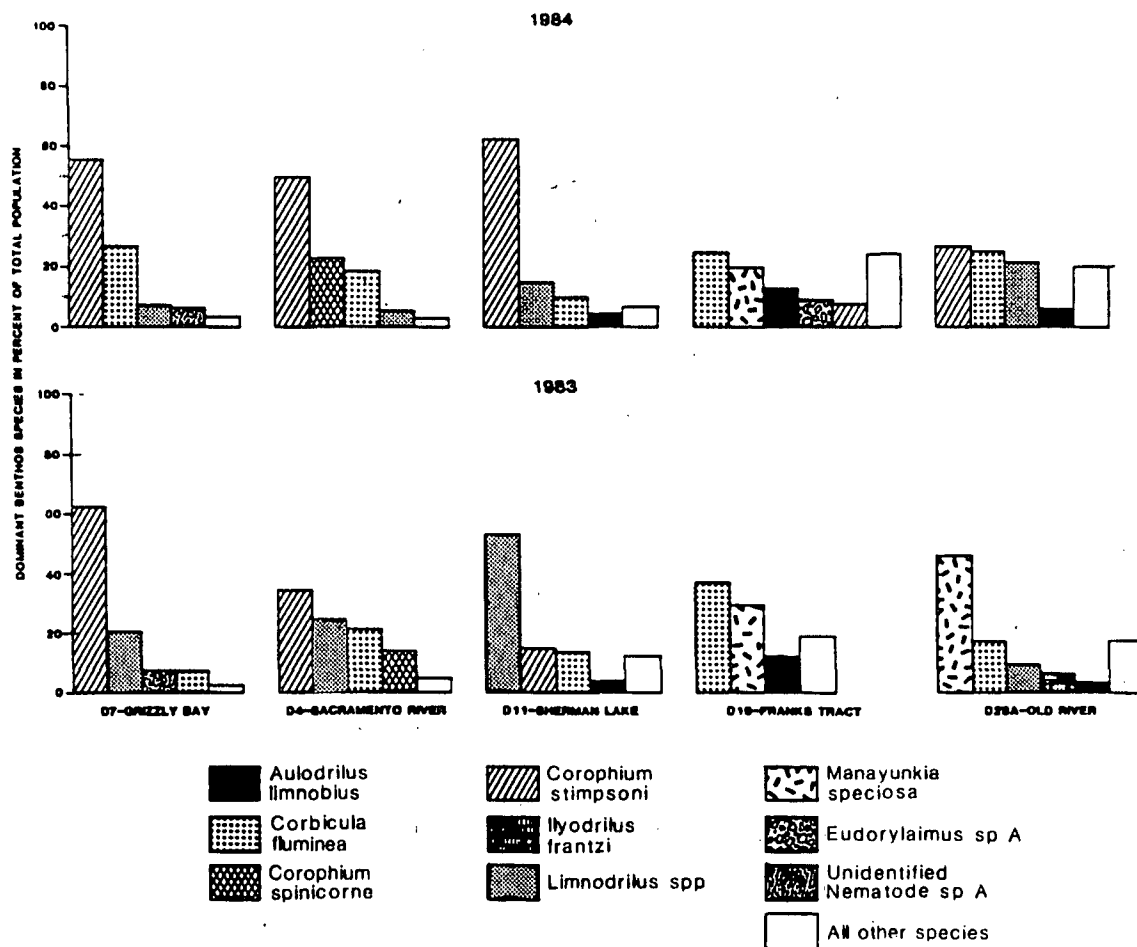 1984
DOMINANT BENTHOS SPECIES IN PERCENT OF TOTAL POPULATION
100
80
60
40
20
0
1983
100
80
60
40
20
0
D7-GRIZZLY BAY
D4-SACRAMENTO RIVER
D11-SHERMAN LAKE
D19-FRANKS TRACT
D28A-OLD RIVER
Aulodrilus
limnobius
Corbicula
fluminea
Corophium
spinicorne
Corophium
stimpsoni
Ilyodrilus
frantzi
Limnodrilus spp
Manayunkia
speciosa
Eudorylaimus sp A
Unidentified
Nematode sp A
All other species